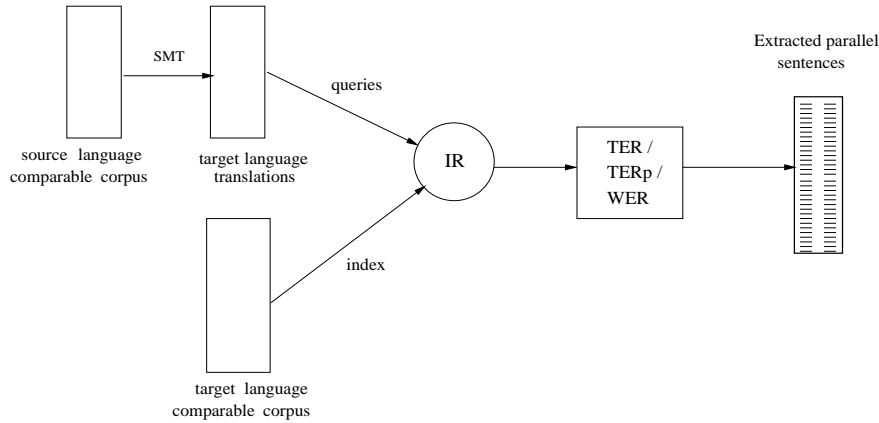 SMT
source language
comparable corpus
target language
translations
queries
target language
comparable corpus
index
IR
TER /
TERp /
WER
Extracted parallel
sentences